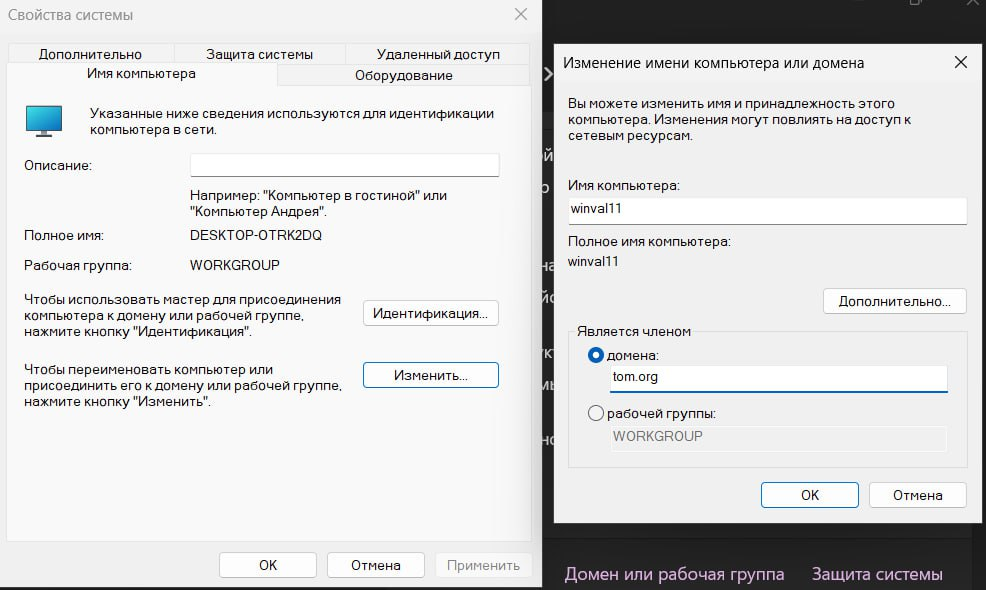 Свойства системы
Дополнительно
Защита системы
Удаленный доступ
Имя компьютера
Оборудование
Указанные ниже сведения используются для идентификации
компьютера в сети.
Описание:
Например: "Компьютер в гостиной" или
"Компьютер Андрея".
Полное имя:
DESKTOP-OTRK2DQ
Рабочая группа:
WORKGROUP
Чтобы использовать мастер для присоединения
компьютера к домену или рабочей группе,
нажмите кнопку "Идентификация".
Идентификация...
Чтобы переименовать компьютер или
присоединить его к домену или рабочей группе,
нажмите кнопку "Изменить".
Изменить...
ОК
Отмена
Применить
Изменение имени компьютера или домена
Вы можете изменить имя и принадлежность этого
компьютера. Изменения могут повлиять на доступ к
сетевым ресурсам.
Имя компьютера:
winval11
Полное имя компьютера:
winval11
Дополнительно...
Является членом
домена:
tom.org
рабочей группы:
WORKGROUP
ОК
Отмена
Домен или рабочая группа
Защита системы